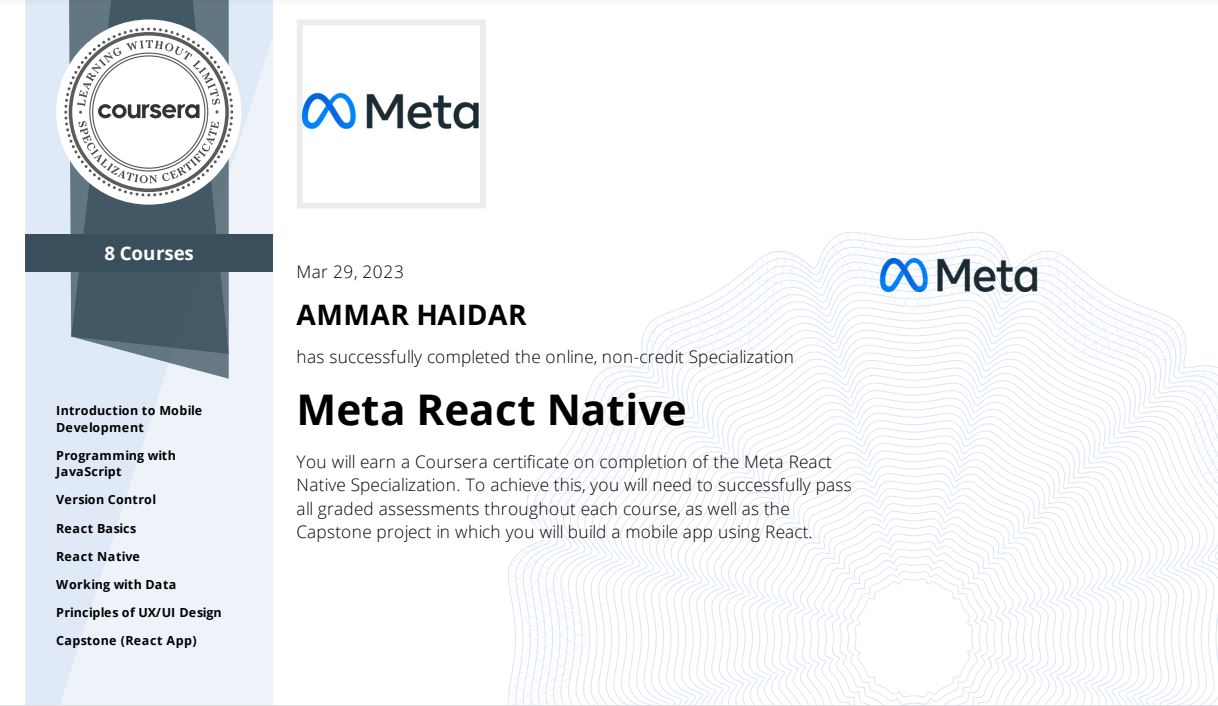 LEARNING WITHOUT LIMITS
coursera
SPECIALIZATION CERTIFICATE
8 Courses
Introduction to Mobile
Development
Programming with
JavaScript
Version Control
React Basics
React Native
Working with Data
Principles of UX/UI Design
Capstone (React App)
Meta
Mar 29, 2023
AMMAR HAIDAR
has successfully completed the online, non-credit Specialization
Meta React Native
You will earn a Coursera certificate on completion of the Meta React
Native Specialization. To achieve this, you will need to successfully pass
all graded assessments throughout each course, as well as the
Capstone project in which you will build a mobile app using React.
Meta